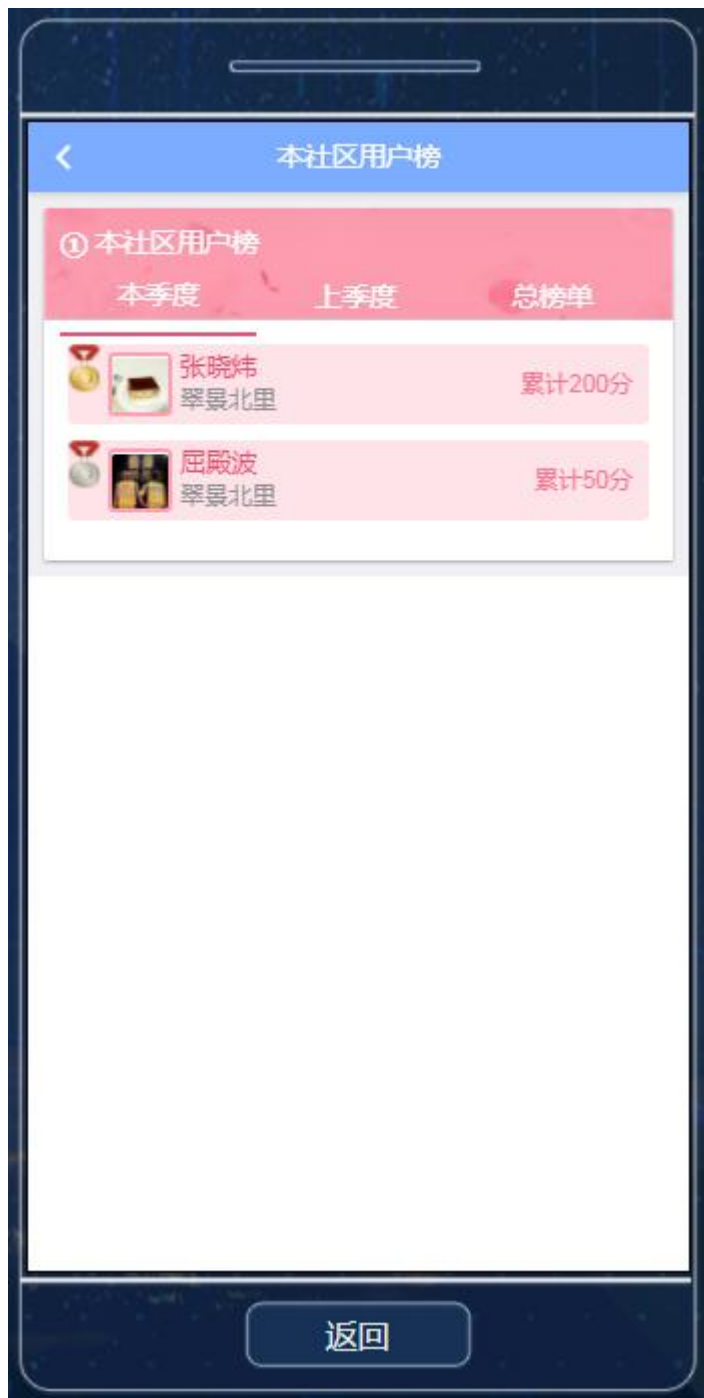 本社区用户榜
① 本社区用户榜
本季度 上季度 总榜单
张晓炜
翠景北里
累计200分
屈殿波
翠景北里
累计50分
返回